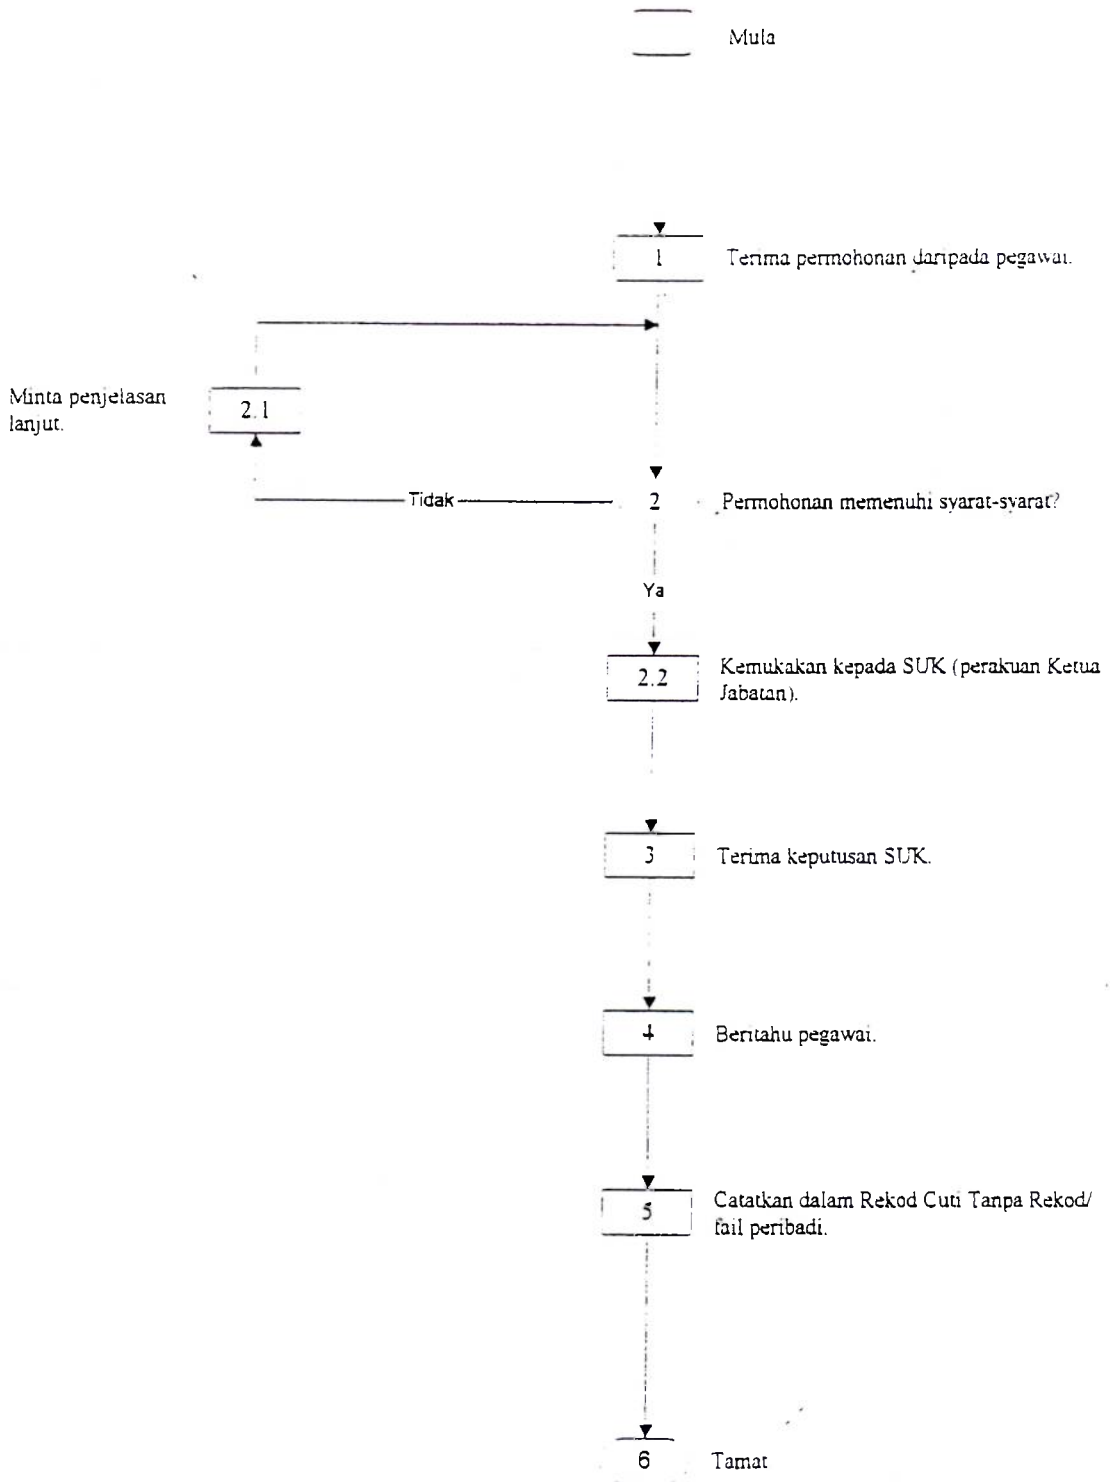 Mula
1
Terima permohonan daripada pegawai.
Minta penjelasan
lanjut.
2.1
Tidak
2
Permohonan memenuhi syarat-syarat?
Ya
2.2
Kemukakan kepada SUK (perakuan Ketua
Jabatan).
3
Terima keputusan SUK.
4
Beritahu pegawai.
5
Catatkan dalam Rekod Cuti Tanpa Rekod/
fail peribadi.
6
Tamat